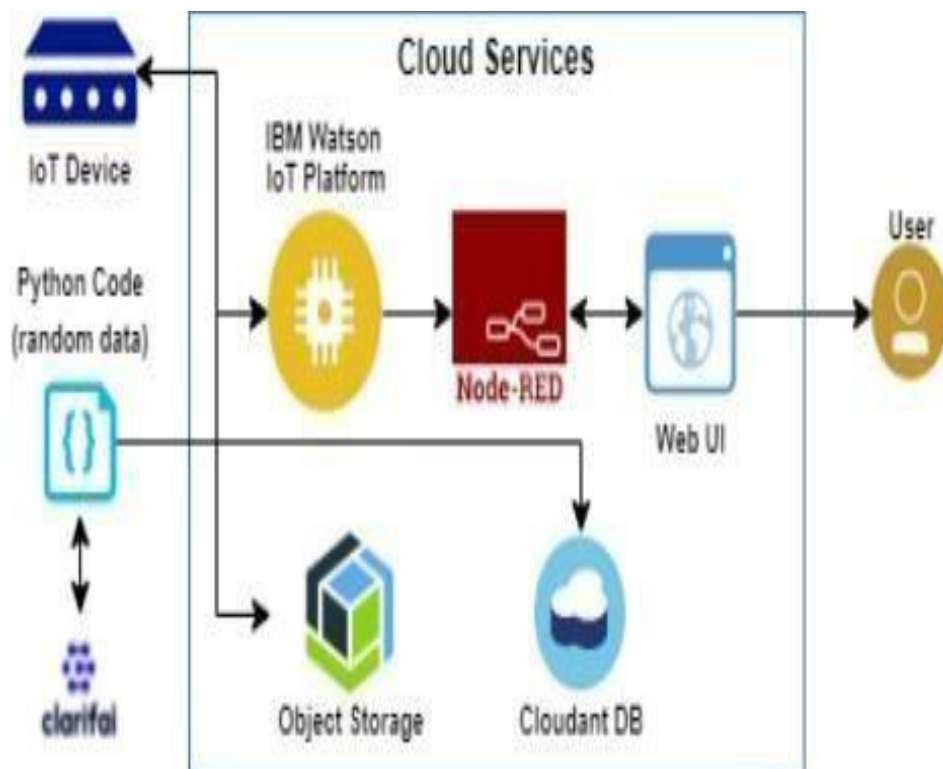 Cloud Services
IoT Device
IBM Watson
IoT Platform
User
Python Code
(random data)
Node-RED
Web UI
clarifai
Object Storage
Cloudant DB